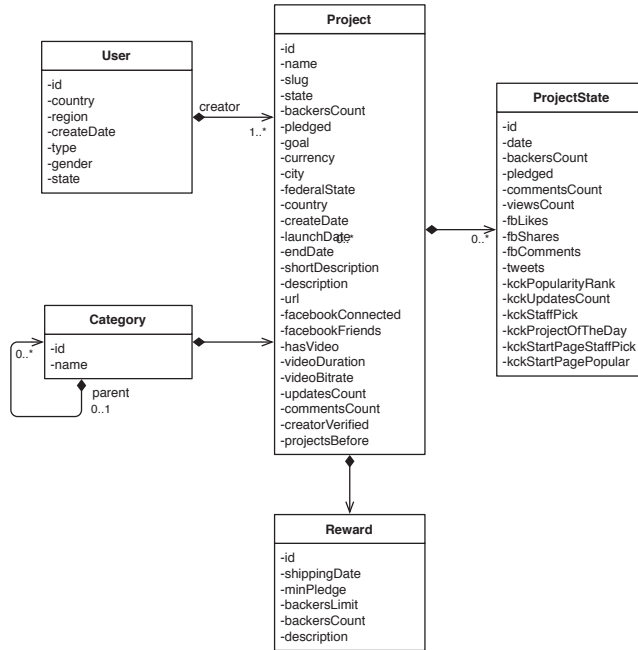 User
-id
-country
-region
-createDate
-type
-gender
-state
creator
1..*
Project
-id
-name
-slug
-state
-backersCount
-pledged
-goal
-currency
-city
-federalState
-country
-createDate
-launchDate
0..*
-endDate
-shortDescription
-description
-url
-facebookConnected
-facebookFriends
-hasVideo
-videoDuration
-videoBitrate
-updatesCount
-commentsCount
-creatorVerified
-projectsBefore
0..*
ProjectState
-id
-date
-backersCount
-pledged
-commentsCount
-viewsCount
-fbLikes
-fbShares
-fbComments
-tweets
-kckPopularityRank
-kckUpdatesCount
-kckStaffPick
-kckProjectOfTheDay
-kckStartPageStaffPick
-kckStartPagePopular
Category
-id
-name
0..*
parent
0..1
Reward
-id
-shippingDate
-minPledge
-backersLimit
-backersCount
-description